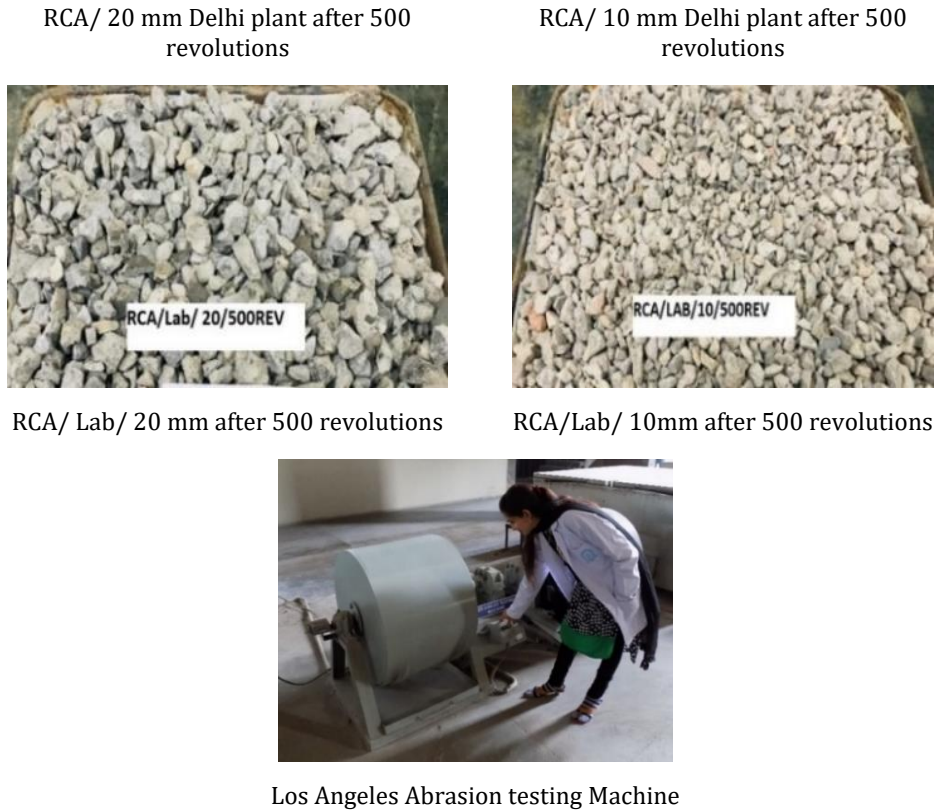 RCA/ 20 mm Delhi plant after 500
revolutions
RCA/ 10 mm Delhi plant after 500
revolutions
RCA/Lab/ 20/500REV
RCA/LAB/10/500REV
RCA/ Lab/ 20 mm after 500 revolutions
RCA/Lab/ 10mm after 500 revolutions
Los Angeles Abrasion testing Machine